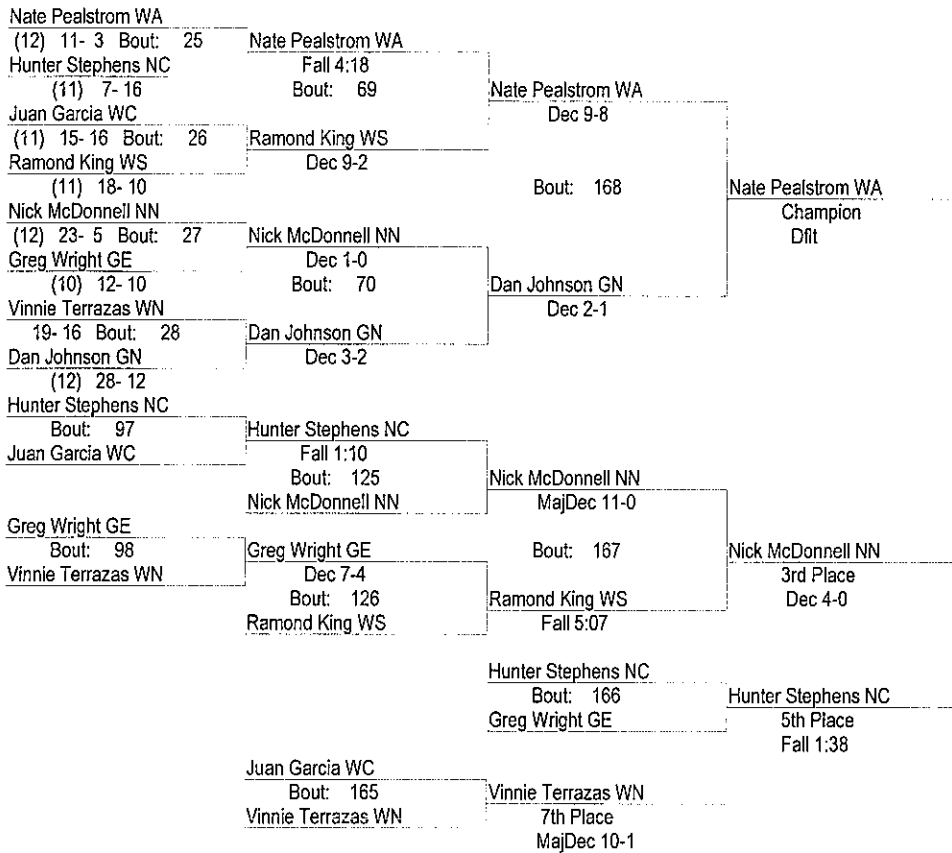 Nate Pealstrom WA
(12) 11- 3 Bout: 25
Hunter Stephens NC
(11) 7- 16
Juan Garcia WC
(11) 15- 16 Bout: 26
Ramond King WS
(11) 18- 10
Nick McDonnell NN
(12) 23- 5 Bout: 27
Greg Wright GE
(10) 12- 10
Vinnie Terrazas WN
19- 16 Bout: 28
Dan Johnson GN
(12) 28- 12
Nate Pealstrom WA
Fall 4:18
Bout: 69
Ramond King WS
Dec 9-2
Nick McDonnell NN
Dec 1-0
Bout: 70
Dan Johnson GN
Dec 3-2
Nate Pealstrom WA
Dec 9-8
Bout: 168
Dan Johnson GN
Dec 2-1
Nate Pealstrom WA
Champion
Dflt
Hunter Stephens NC
Bout: 97
Juan Garcia WC
Greg Wright GE
Bout: 98
Vinnie Terrazas WN
Hunter Stephens NC
Fall 1:10
Bout: 125
Nick McDonnell NN
Greg Wright GE
Dec 7-4
Bout: 126
Ramond King WS
Nick McDonnell NN
MajDec 11-0
Bout: 167
Ramond King WS
Fall 5:07
Nick McDonnell NN
3rd Place
Dec 4-0
Hunter Stephens NC
Bout: 166
Greg Wright GE
Hunter Stephens NC
5th Place
Fall 1:38
Juan Garcia WC
Bout: 165
Vinnie Terrazas WN
Vinnie Terrazas WN
7th Place
MajDec 10-1